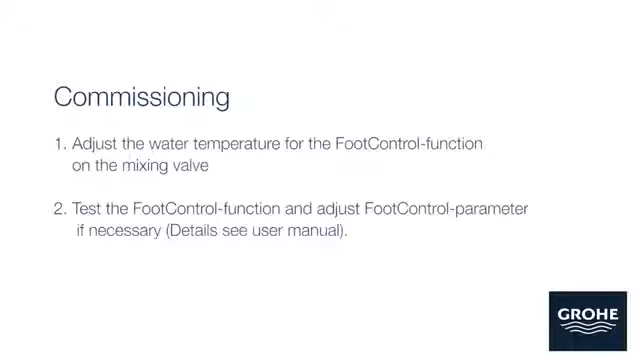 Commissioning
1. Adjust the water temperature for the FootControl-function
on the mixing valve
2. Test the FootControl-function and adjust FootControl-parameter
if necessary (Details see user manual).
GROHE